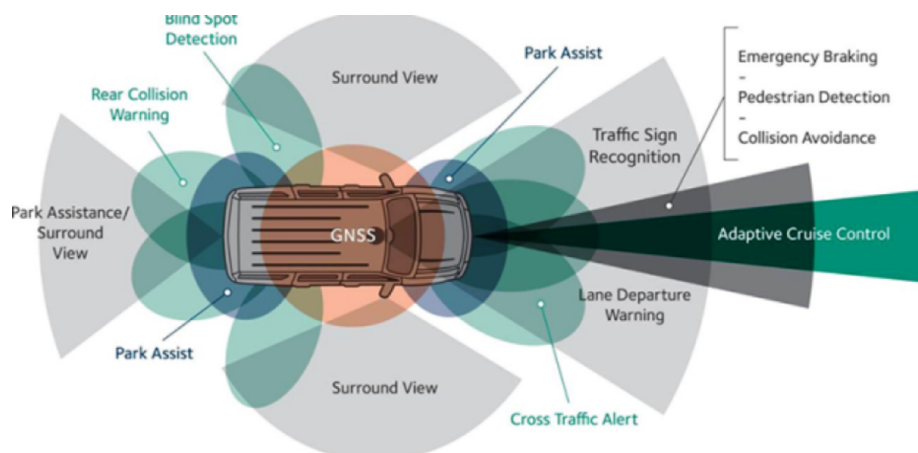 Blind Spot
Detection
Surround View
Park Assist
Emergency Braking
–
Pedestrian Detection
–
Collision Avoidance
Rear Collision
Warning
Traffic Sign
Recognition
Park Assistance/
Surround
View
GNSS
Adaptive Cruise Control
Lane Departure
Warning
Park Assist
Surround View
Cross Traffic Alert